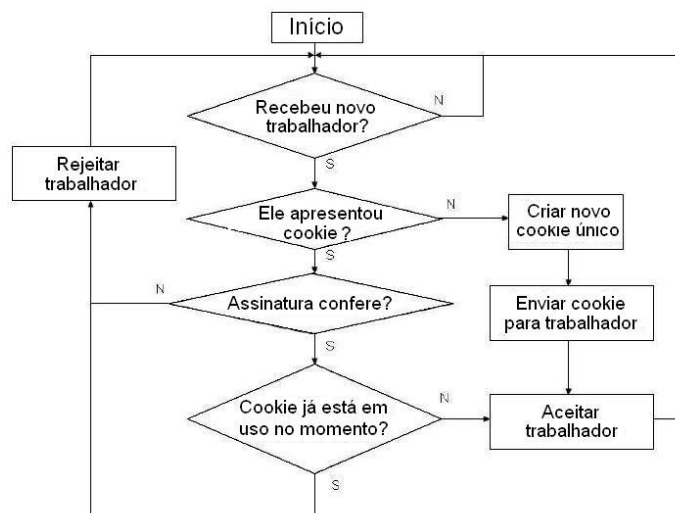 Início
Recebeu novo
trabalhador?
N
S
Rejeitar
trabalhador
Ele apresentou
cookie ?
N
S
Criar novo
cookie único
Assinatura confere?
N
S
Enviar cookie
para trabalhador
Cookie já está em
uso no momento?
N
S
Aceitar
trabalhador